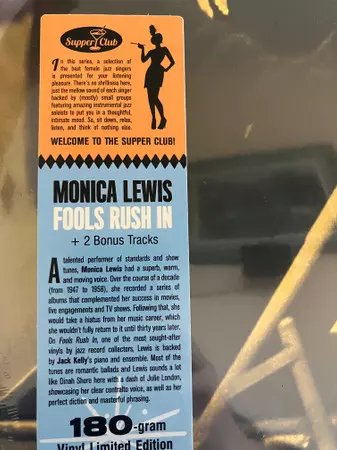 Supper Club
In this series, a selection of
the best female jazz singers
is presented for your listening
pleasure. There's no shrillness here,
just the mellow sound of each singer
backed by (mostly) small groups
featuring amazing instrumental jazz
soloists to put you in a thoughtful,
intimate mood. So, sit down, relax,
listen, and think of nothing else.
WELCOME TO THE SUPPER CLUB!
MONICA LEWIS
FOOLS RUSH IN
+ 2 Bonus Tracks
A talented performer of standards and show
tunes, Monica Lewis had a superb, warm,
and moving voice. Over the course of a decade
(from 1947 to 1956), she recorded a series of
albums that complemented her success in movies,
live engagements and TV shows. Following that, she
would take a hiatus from her music career, which
she wouldn't fully return to it until thirty years later.
On Fools Rush In, one of the most sought-after
vinyls by jazz record collectors, Lewis is backed
by Jack Kelly's piano and ensemble. Most of the
tunes are romantic ballads and Lewis sounds a lot
like Dinah Shore here with a dash of Julie London,
showcasing her clear contralto voice, as well as her
perfect diction and masterful phrasing.
180-gram
Vinyl Limited Edition